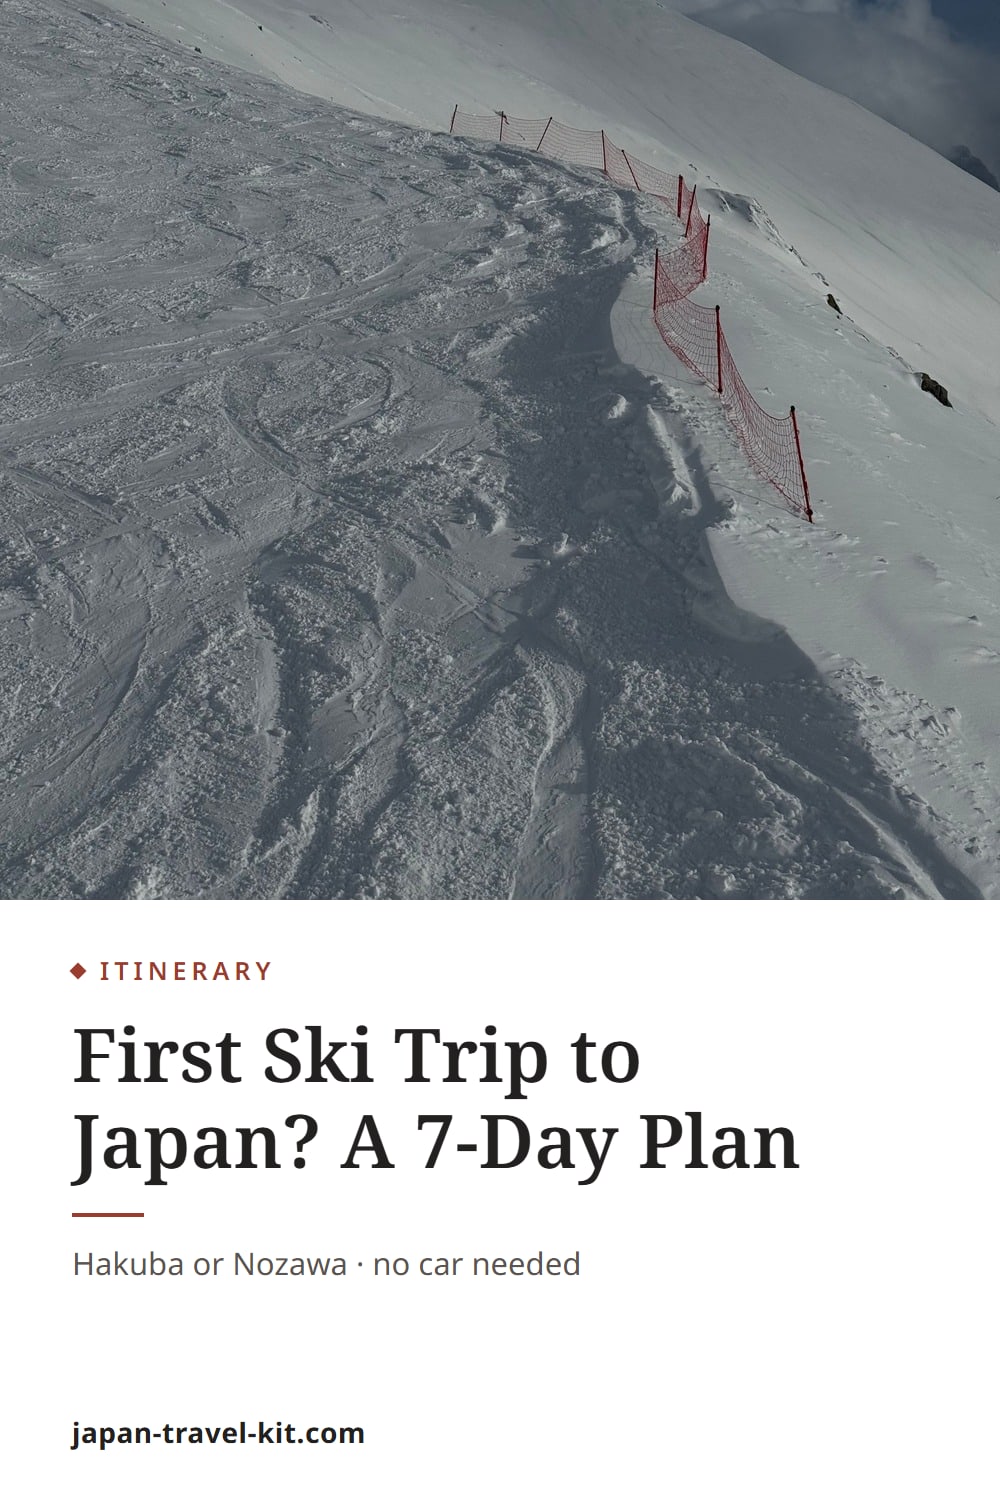 ITINERARY
First Ski Trip to
Japan? A 7-Day Plan
Hakuba or Nozawa · no car needed
japan-travel-kit.com